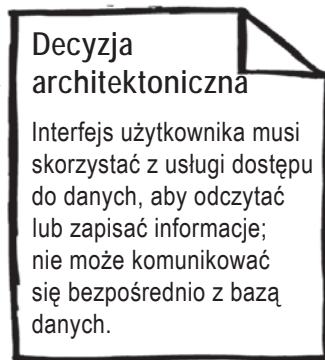 Decyzja
architektoniczna
Interfejs użytkownika musi
skorzystać z usługi dostępu
do danych, aby odczytać
lub zapisać informacje;
nie może komunikować
się bezpośrednio z bazą
danych.